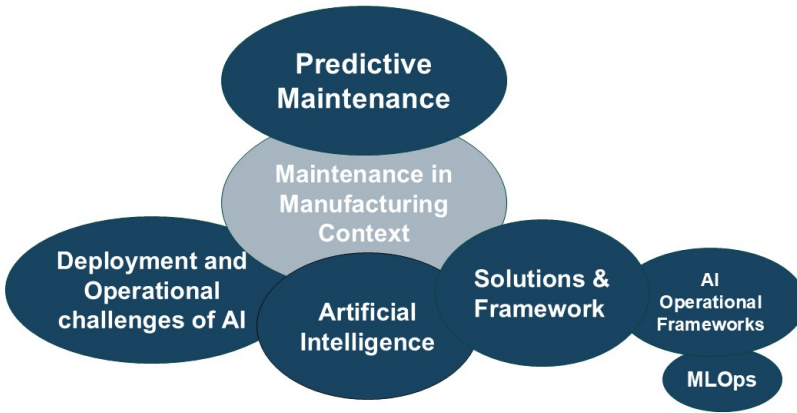 Predictive
Maintenance
Maintenance in
Manufacturing
Context
Deployment and
Operational
challenges of AI
Artificial
Intelligence
Solutions &
Framework
AI
Operational
Frameworks
MLOps